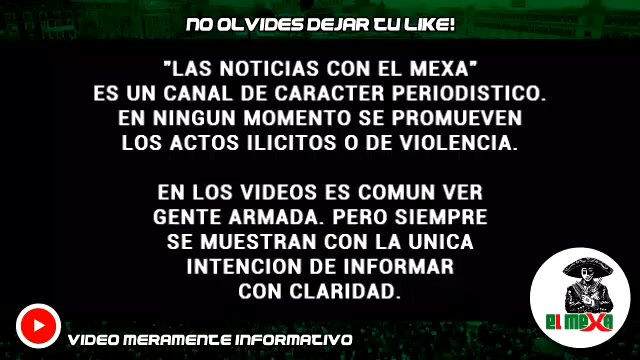 NO OLVIDES DEJAR TU LIKE!
"LAS NOTICIAS CON EL MEXA"
ES UN CANAL DE CARACTER PERIODISTICO.
EN NINGUN MOMENTO SE PROMUEVEN
LOS ACTOS ILICITOS O DE VIOLENCIA.
EN LOS VIDEOS ES COMUN VER
GENTE ARMADA. PERO SIEMPRE
SE MUESTRAN CON LA UNICA
INTENCION DE INFORMAR
CON CLARIDAD.
EL MEXA
VIDEO MERAMENTE INFORMATIVO